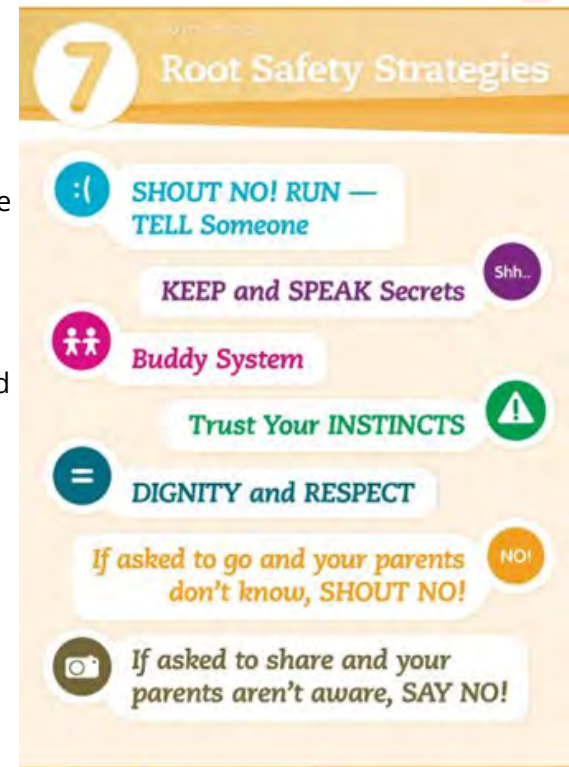 7
Root Safety Strategies
:(
SHOUT NO! RUN —
TELL Someone
KEEP and SPEAK Secrets
Shh..
Buddy System
Trust Your INSTINCTS
!
=
DIGNITY and RESPECT
If asked to go and your parents
don't know, SHOUT NO!
NO!
If asked to share and your
parents aren't aware, SAY NO!